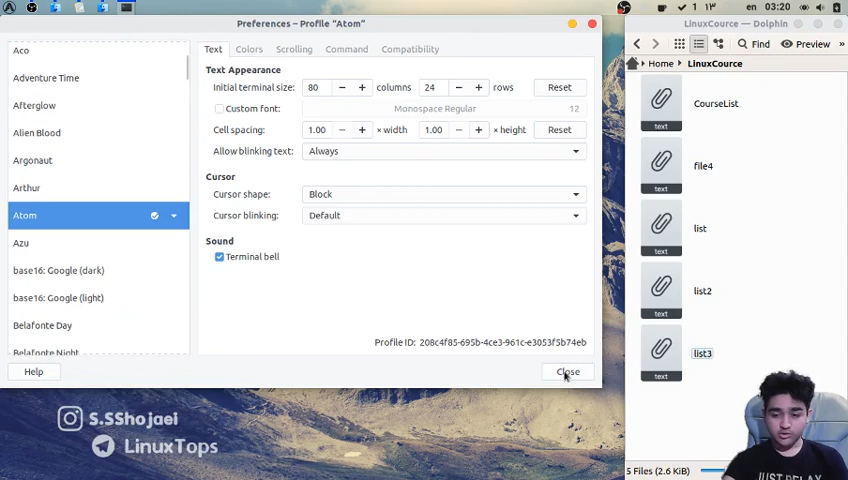 1
۱۳
en
03:20
Preferences – Profile “Atom”
LinuxCource — Dolphin
Aco
Adventure Time
Afterglow
Alien Blood
Argonaut
Arthur
Atom
Azu
base16: Google (dark)
base16: Google (light)
Belafonte Day
Belafonte Night
Help
Text Colors Scrolling Command Compatibility
Text Appearance
Initial terminal size: 80 − + columns 24 − + rows Reset
Custom font: Monospace Regular 12
Cell spacing: 1.00 − + × width 1.00 − + × height Reset
Allow blinking text: Always
Cursor
Cursor shape: Block
Cursor blinking: Default
Sound
Terminal bell
Profile ID: 208c4f85-695b-4ce3-961c-e3053f5b74eb
Close
Find Preview »
Home LinuxCource
text
CourseList
text
file4
text
list
text
list2
text
list3
5 Files (2.6 KiB)
S.SShojaei
LinuxTops
JUST RELAX